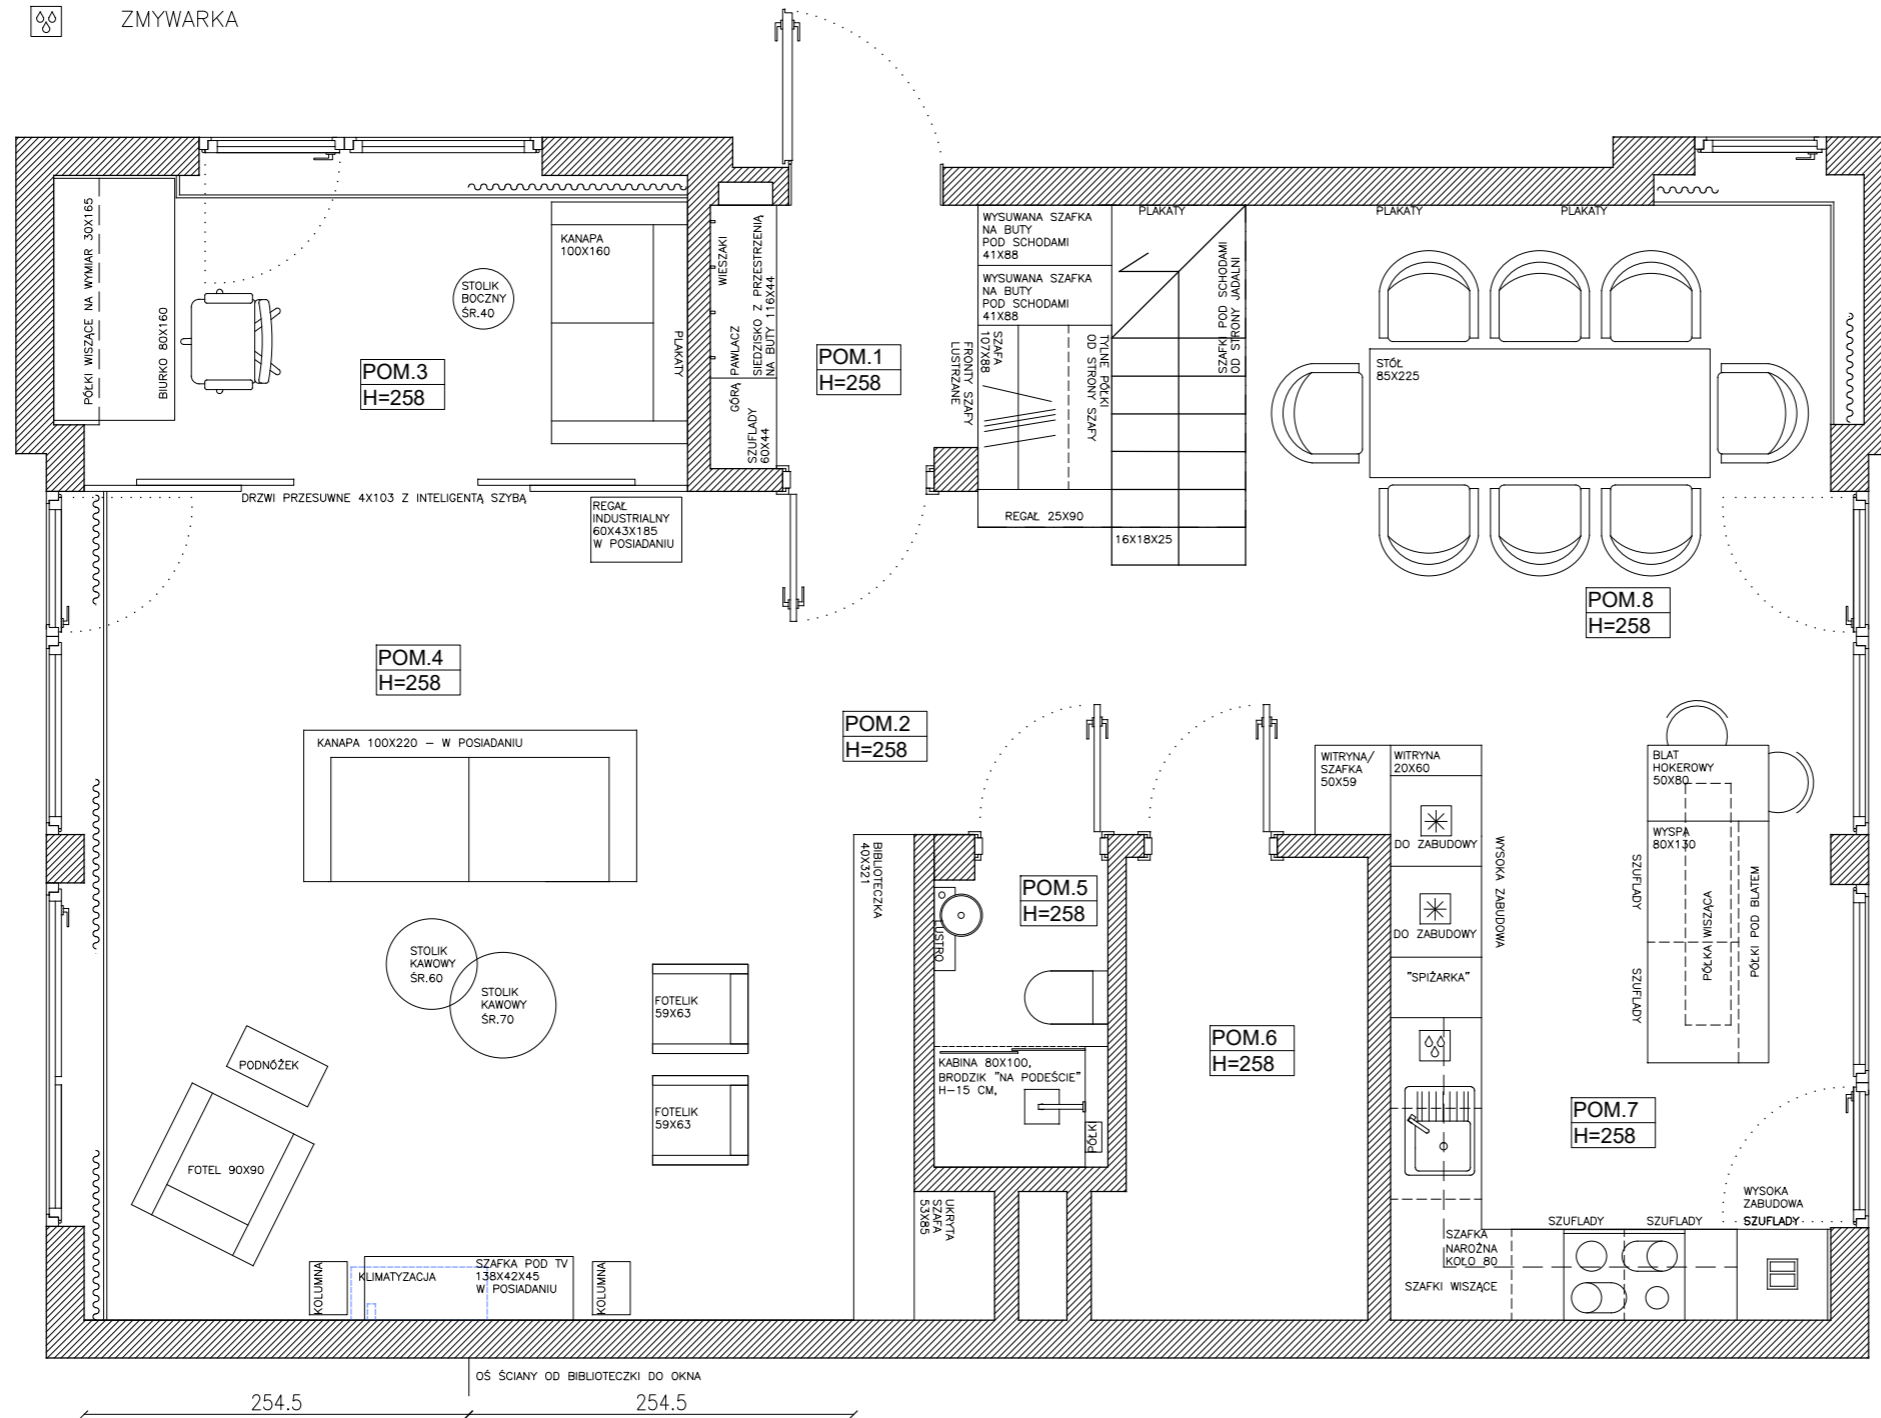 ZMYWARKA
PÓŁKI WISZĄCE NA WYMIAR 30X165
BIURKO 80X160
STOLIK
BOCZNY
ŚR.40
KANAPA
100X160
PLAKATY
POM.3
H=258
WIESZAKI
GÓRĄ PAWLACZ
SIEDZISKO Z PRZESTRZENIĄ
NA BUTY 116X44
SZUFLADY
60X44
POM.1
H=258
WYSUWANA SZAFKA
NA BUTY
POD SCHODAMI
41X88
WYSUWANA SZAFKA
NA BUTY
POD SCHODAMI
41X88
SZAFA
107X88
FRONTY SZAFY
LUSTRZANE
TYLNE PÓŁKI
OD STRONY SZAFY
PLAKATY
SZAFKI POD SCHODAMI
OD STRONY JADALNI
REGAŁ 25X90
16X18X25
PLAKATY
PLAKATY
STÓŁ
85X225
POM.8
H=258
DRZWI PRZESUWNE 4X103 Z INTELIGENTĄ SZYBĄ
REGAŁ
INDUSTRIALNY
60X43X185
W POSIADANIU
POM.4
H=258
POM.2
H=258
KANAPA 100X220 – W POSIADANIU
STOLIK
KAWOWY
ŚR.60
STOLIK
KAWOWY
ŚR.70
FOTELIK
59X63
FOTELIK
59X63
PODNÓŻEK
FOTEL 90X90
BIBLIOTECZKA
40X321
KOLUMNA
KLIMATYZACJA
SZAFKA POD TV
138X42X45
W POSIADANIU
KOLUMNA
UKRYTA
SZAFA
53X85
POM.5
H=258
LUSTRO
KABINA 80X100,
BRODZIK "NA PODEŚCIE"
H–15 CM,
PÓŁKI
POM.6
H=258
WITRYNA/
SZAFKA
50X59
WITRYNA
20X60
DO ZABUDOWY
DO ZABUDOWY
"SPIŻARKA"
WYSOKA ZABUDOWA
BLAT
HOKEROWY
50X80
WYSPA
80X130
SZUFLADY
SZUFLADY
PÓŁKA WISZĄCA
PÓŁKI POD BLATEM
POM.7
H=258
WYSOKA
ZABUDOWA
SZUFLADY
SZUFLADY
SZUFLADY
SZAFKA
NAROŻNA
KOŁO 80
SZAFKI WISZĄCE
OŚ ŚCIANY OD BIBLIOTECZKI DO OKNA
254.5
254.5